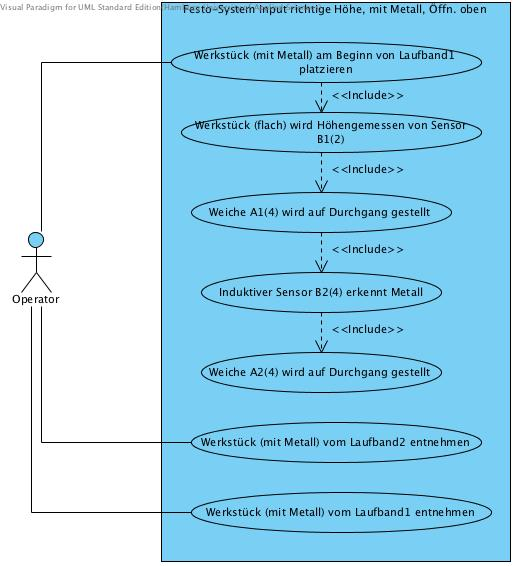 Visual Paradigm for UML Standard Edition
Festo-System Input richtige Höhe, mit Metall, Öffn. oben
Werkstück (mit Metall) am Beginn von Laufband1
platzieren
<<Include>>
Werkstück (flach) wird Höhengemessen von Sensor
B1(2)
<<Include>>
Weiche A1(4) wird auf Durchgang gestellt
<<Include>>
Induktiver Sensor B2(4) erkennt Metall
Operator
<<Include>>
Weiche A2(4) wird auf Durchgang gestellt
Werkstück (mit Metall) vom Laufband2 entnehmen
Werkstück (mit Metall) vom Laufband1 entnehmen